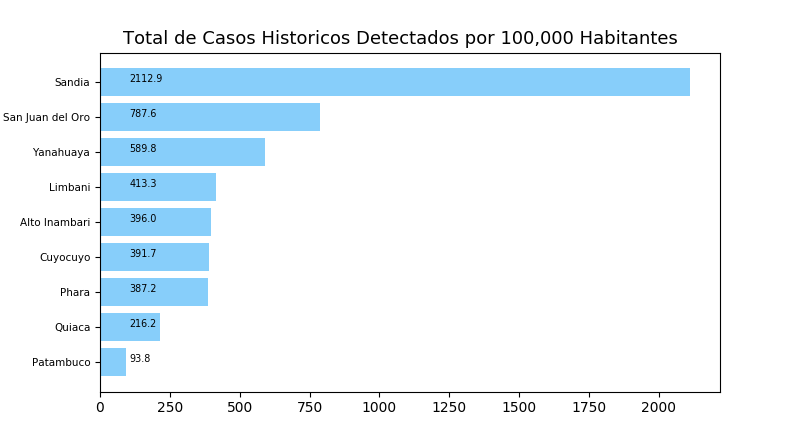 Total de Casos Historicos Detectados por 100,000 Habitantes
Sandia 2112.9
San Juan del Oro 787.6
Yanahuaya 589.8
Limbani 413.3
Alto Inambari 396.0
Cuyocuyo 391.7
Phara 387.2
Quiaca 216.2
Patambuco 93.8
0 250 500 750 1000 1250 1500 1750 2000